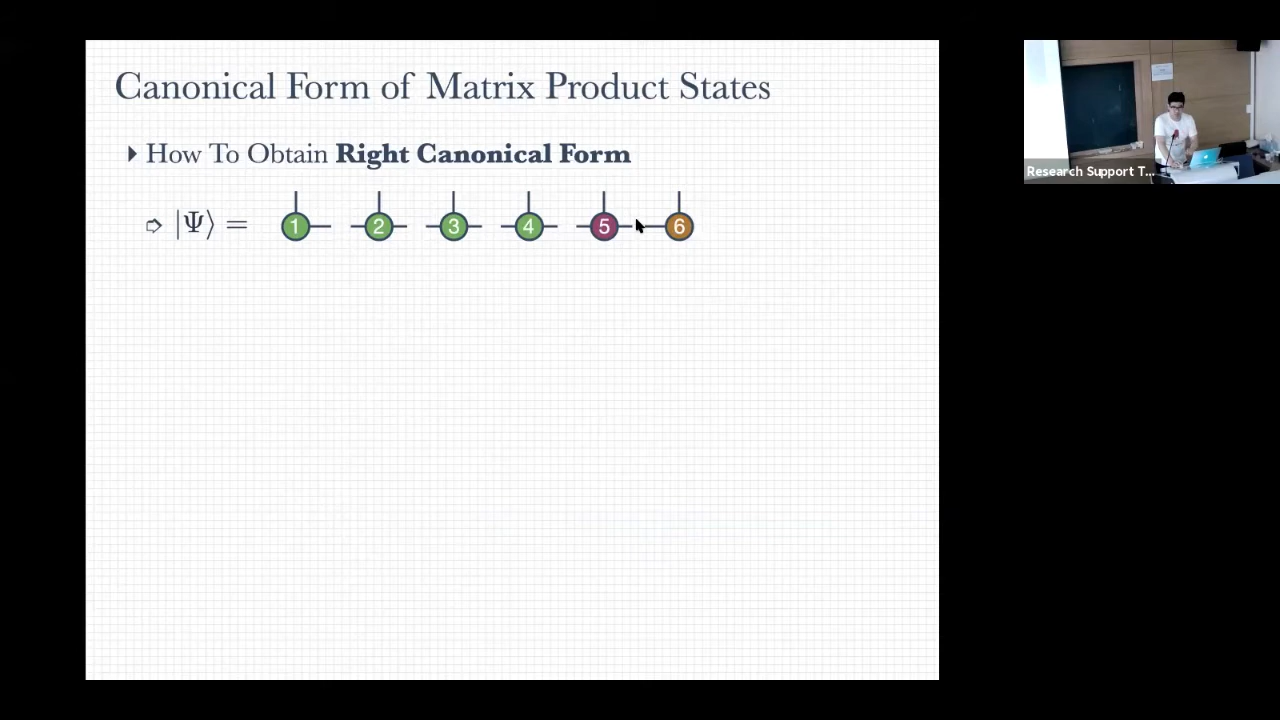 Canonical Form of Matrix Product States
How To Obtain Right Canonical Form
|Ψ⟩ = 1 2 3 4 5 6
Research Support T...